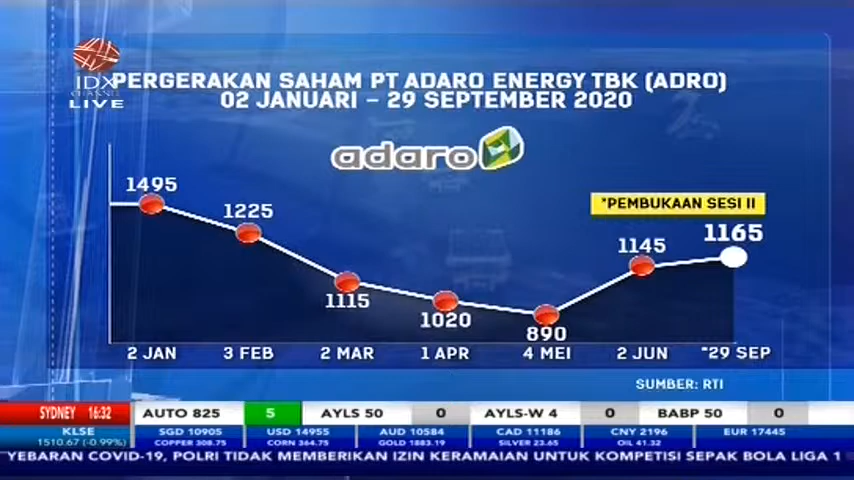 IDX
CHANNEL
LIVE
PERGERAKAN SAHAM PT ADARO ENERGY TBK (ADRO)
02 JANUARI – 29 SEPTEMBER 2020
adaro
1495
1225
1115
1020
890
1145
1165
*PEMBUKAAN SESI II
2 JAN 3 FEB 2 MAR 1 APR 4 MEI 2 JUN *29 SEP
SUMBER: RTI
SYDNEY 16:32 AUTO 825 5 AYLS 50 0 AYLS-W 4 0 BABP 50 0
KLSE SGD 10905 USD 14955 AUD 10584 CAD 11186 CNY 2196 EUR 17445
1510.67 (-0.99%) COPPER 308.75 CORN 364.75 GOLD 1883.19 SILVER 23.65 OIL 41.32
YEBARAN COVID-19, POLRI TIDAK MEMBERIKAN IZIN KERAMAIAN UNTUK KOMPETISI SEPAK BOLA LIGA 1